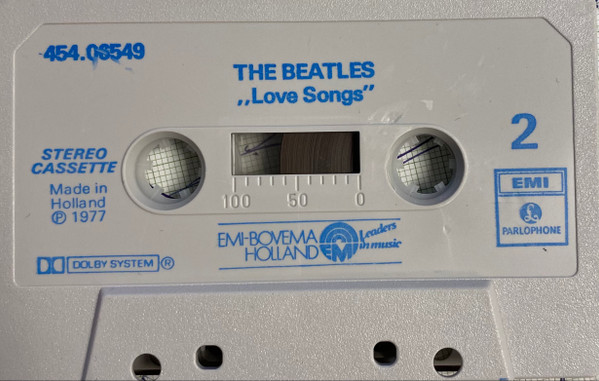 454.06549
THE BEATLES
„Love Songs”
2
STEREO
CASSETTE
Made in
Holland
Ⓟ 1977
100 50 0
EMI
PARLOPHONE
EMI-BOVEMA
HOLLAND
EMI
Leaders
in music
DOLBY SYSTEM ®